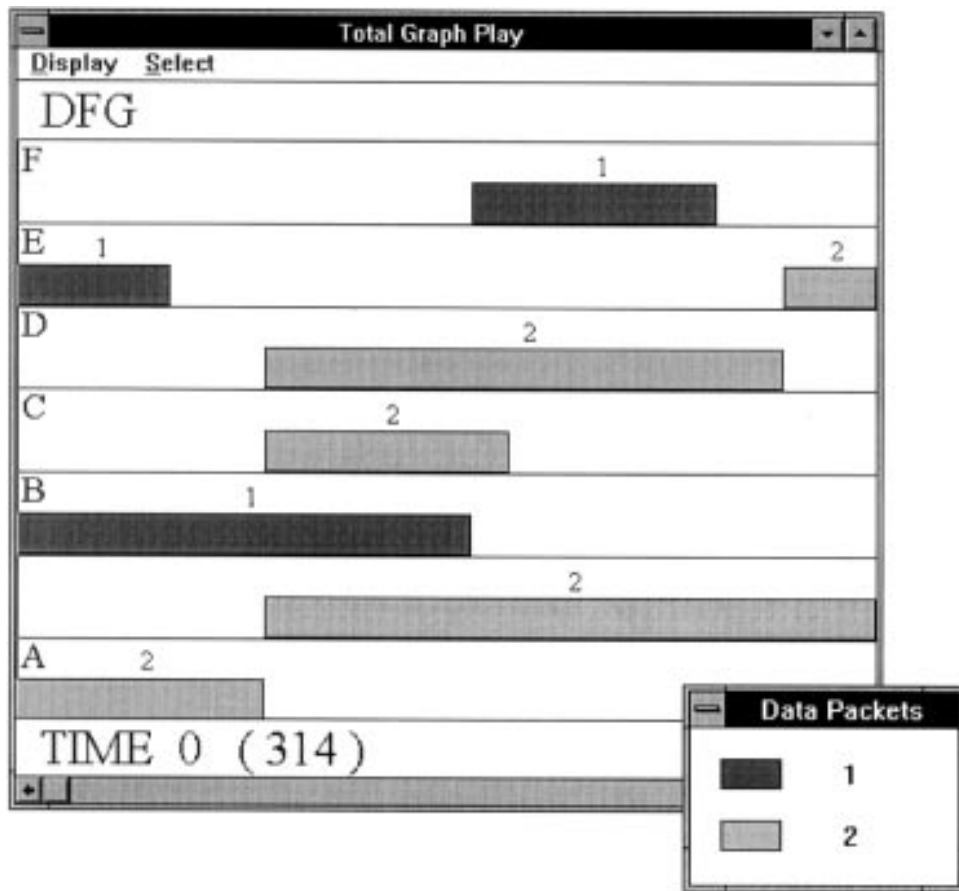 Total Graph Play
Display Select
DFG
F
1
E
1
2
D
2
C
2
B
1
2
A
2
TIME 0 (314)
Data Packets
1
2